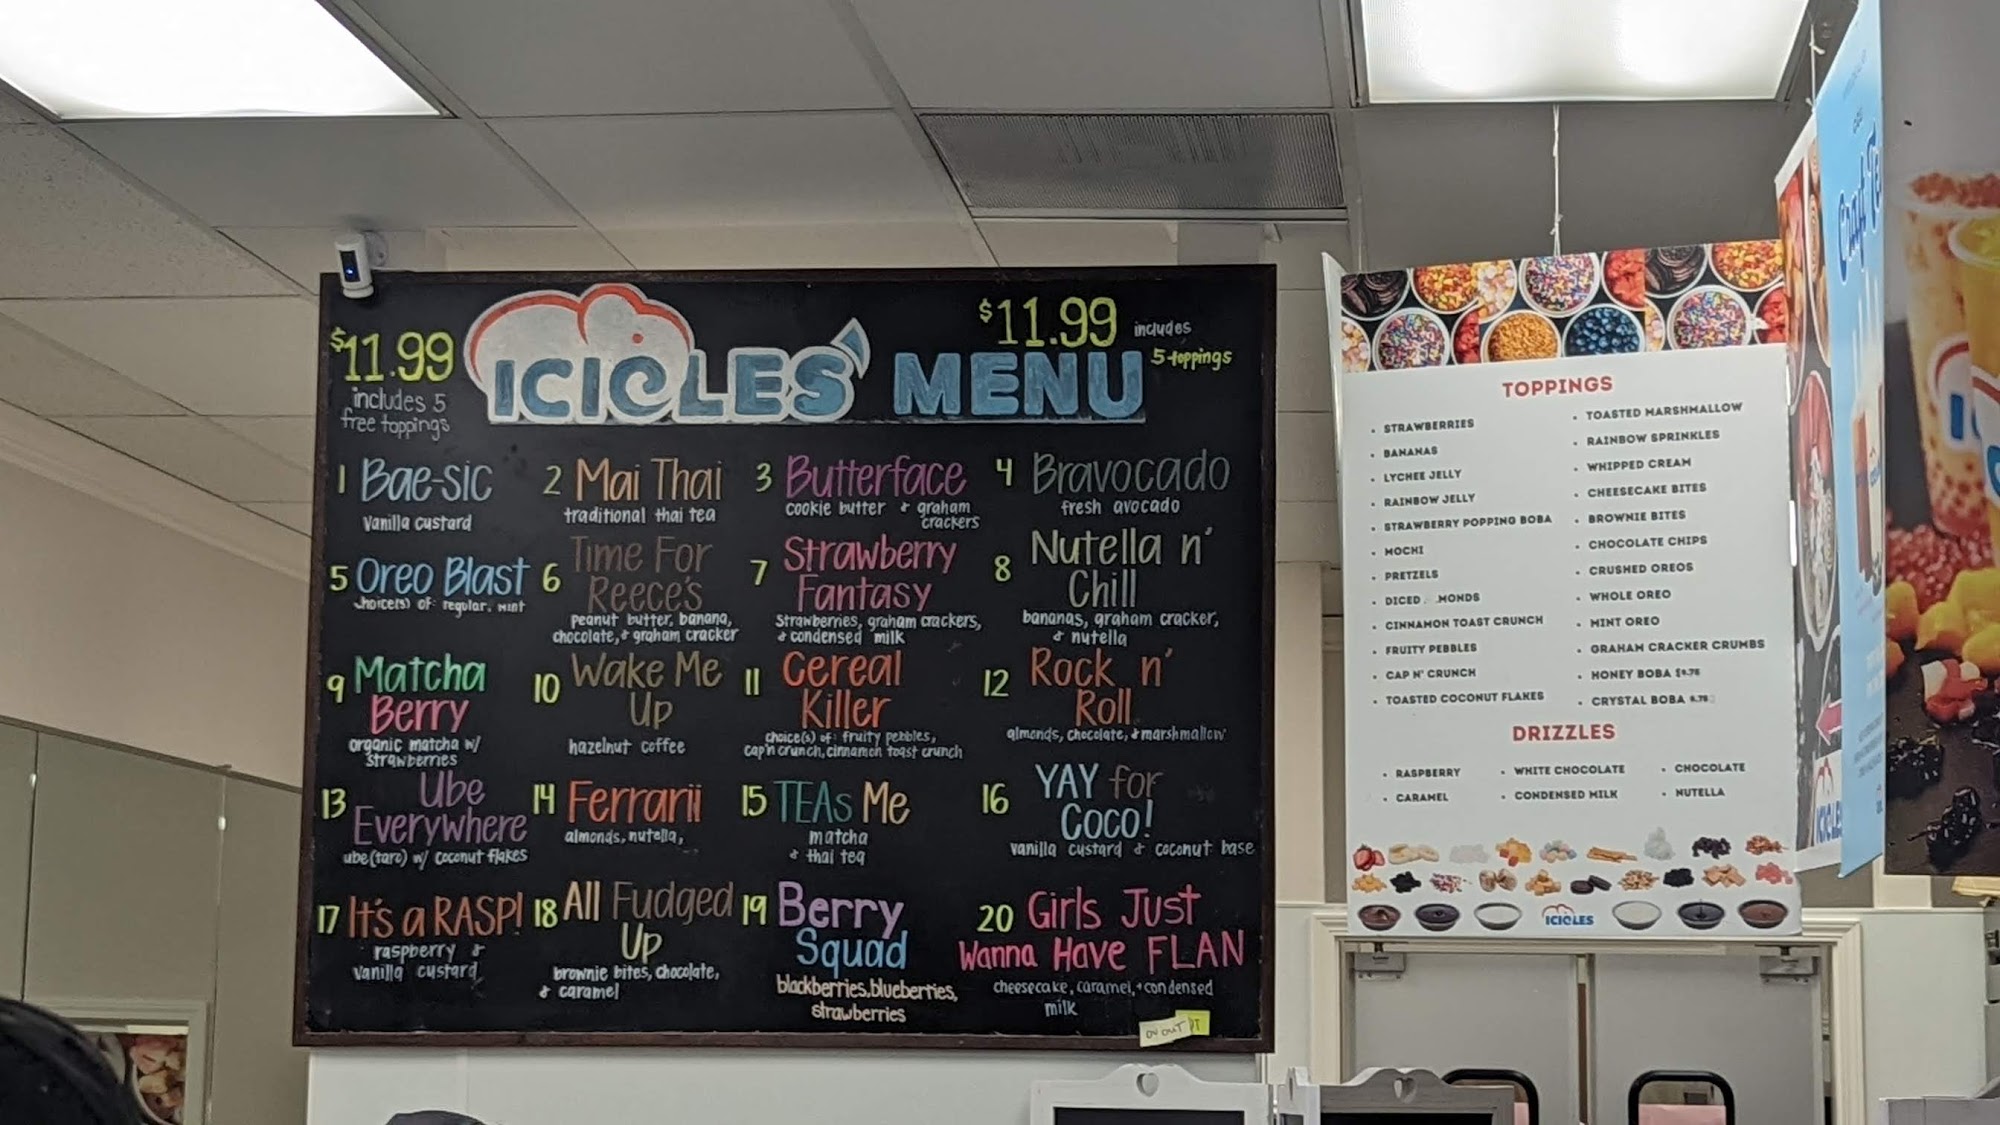 $11.99
includes 5
free toppings
ICICLES' MENU
$11.99 includes
5 toppings
1 Bae-sic
Vanilla custard
2 Mai Thai
traditional thai tea
3 Butterface
cookie butter & graham
crackers
4 Bravocado
fresh avocado
5 Oreo Blast
choice(s) of: regular, mint
6 Time For
Reece's
peanut butter, banana,
chocolate, & graham cracker
7 Strawberry
Fantasy
strawberries, graham crackers,
& condensed milk
8 Nutella n'
Chill
bananas, graham cracker,
& nutella
9 Matcha
Berry
organic matcha w/
strawberries
10 Wake Me
Up
hazelnut coffee
11 Cereal
Killer
choice(s) of: fruity pebbles,
cap'n crunch, cinnamon toast crunch
12 Rock n'
Roll
almonds, chocolate, & marshmallow
13 Ube
Everywhere
ube(taro) w/ coconut flakes
14 Ferrarii
almonds, nutella,
15 TEAs Me
matcha
& thai tea
16 YAY for
Coco!
vanilla custard & coconut base
17 It's a RASP!
raspberry &
vanilla custard
18 All Fudged
Up
brownie bites, chocolate,
& caramel
19 Berry
Squad
blackberries, blueberries,
strawberries
20 Girls Just
Wanna Have FLAN
cheesecake, caramel, + condensed
milk
TOPPINGS
• STRAWBERRIES
• BANANAS
• LYCHEE JELLY
• RAINBOW JELLY
• STRAWBERRY POPPING BOBA
• MOCHI
• PRETZELS
• DICED MONDS
• CINNAMON TOAST CRUNCH
• FRUITY PEBBLES
• CAP N' CRUNCH
• TOASTED COCONUT FLAKES
• TOASTED MARSHMALLOW
• RAINBOW SPRINKLES
• WHIPPED CREAM
• CHEESECAKE BITES
• BROWNIE BITES
• CHOCOLATE CHIPS
• CRUSHED OREOS
• WHOLE OREO
• MINT OREO
• GRAHAM CRACKER CRUMBS
• HONEY BOBA
• CRYSTAL BOBA
DRIZZLES
• RASPBERRY
• CARAMEL
• WHITE CHOCOLATE
• CONDENSED MILK
• CHOCOLATE
• NUTELLA
ICICLES
Craft